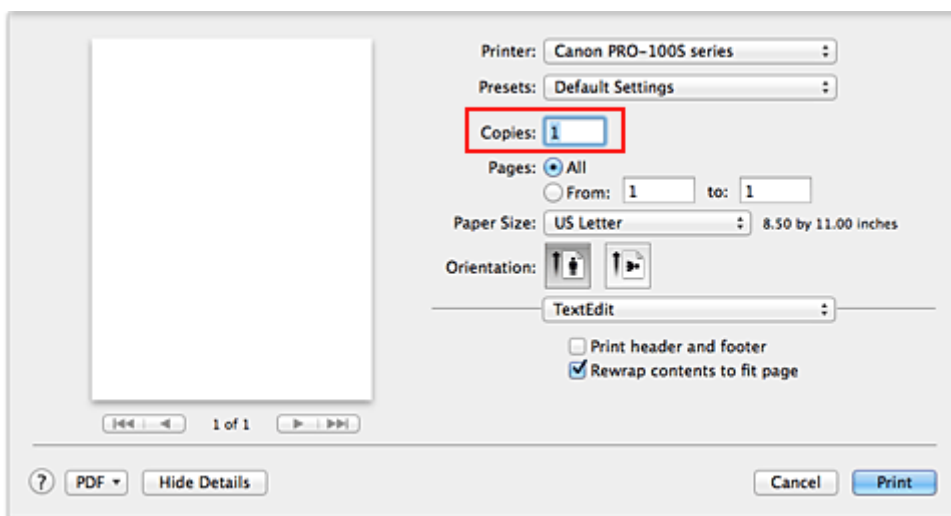 Printer: Canon PRO-100S series
Presets: Default Settings
Copies: 1
Pages: All
From: 1 to: 1
Paper Size: US Letter 8.50 by 11.00 inches
Orientation:
TextEdit
Print header and footer
Rewrap contents to fit page
1 of 1
? PDF Hide Details Cancel Print